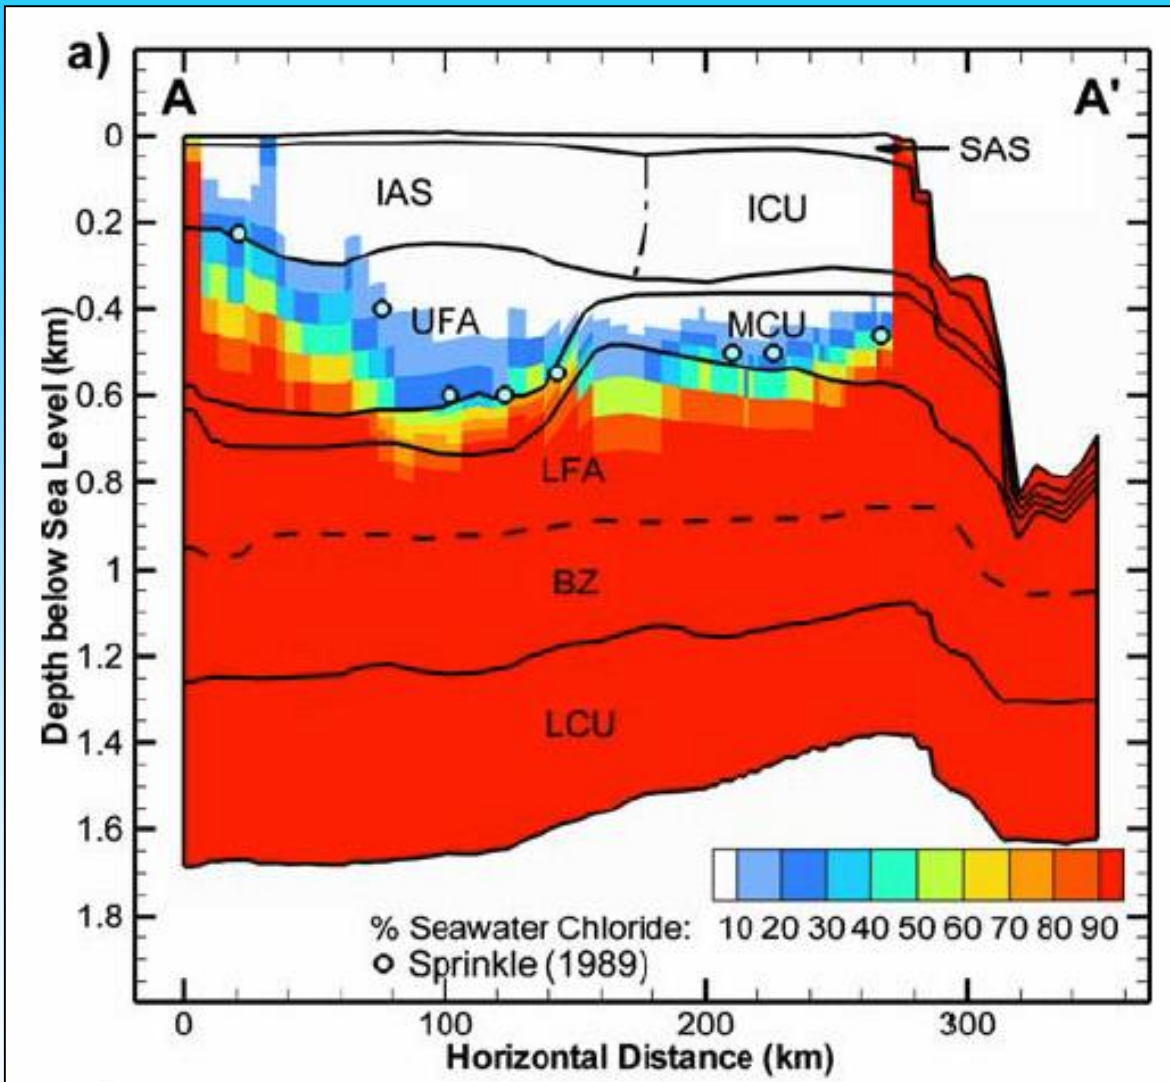 a)
A
A'
0
SAS
IAS
ICU
0.2
0.4
UFA
MCU
0.6
LFA
0.8
Depth below Sea Level (km)
1
BZ
1.2
LCU
1.4
1.6
1.8
% Seawater Chloride: 10 20 30 40 50 60 70 80 90
Sprinkle (1989)
0 100 200 300
Horizontal Distance (km)